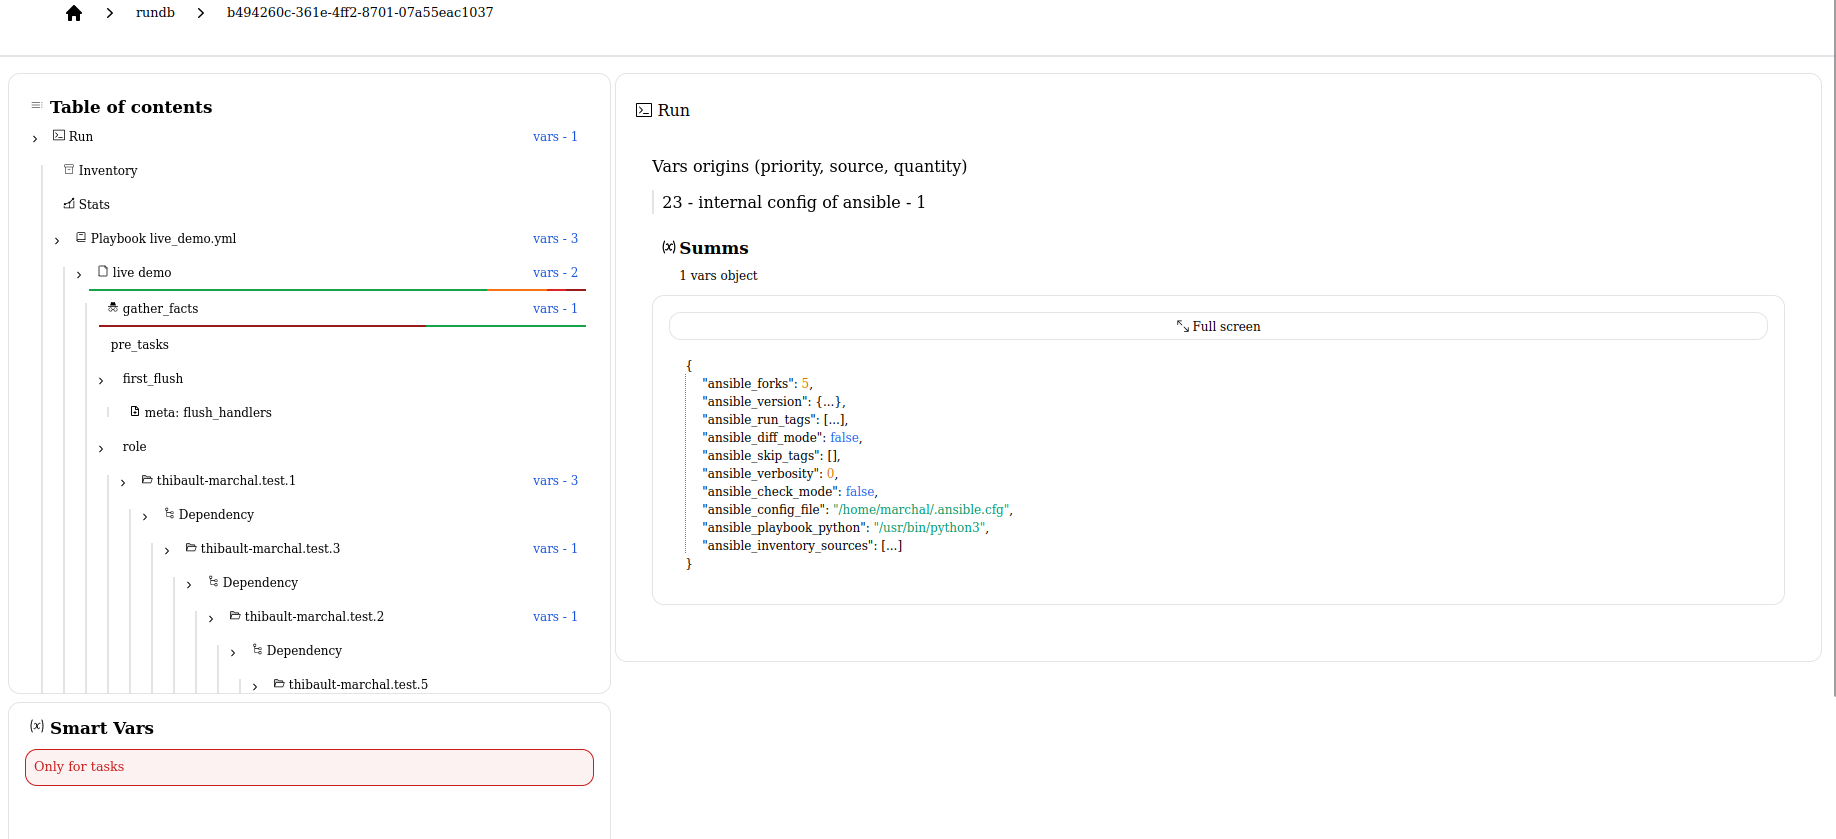 rundb
b494260c-361e-4ff2-8701-07a55eac1037
Table of contents
Run vars - 1
Inventory
Stats
Playbook live_demo.yml vars - 3
live demo vars - 2
gather_facts vars - 1
pre_tasks
first_flush
meta: flush_handlers
role
thibault-marchal.test.1 vars - 3
Dependency
thibault-marchal.test.3 vars - 1
Dependency
thibault-marchal.test.2 vars - 1
Dependency
thibault-marchal.test.5
(x) Smart Vars
Only for tasks
Run
Vars origins (priority, source, quantity)
23 - internal config of ansible - 1
(x) Summs
1 vars object
Full screen
{
"ansible_forks": 5,
"ansible_version": {...},
"ansible_run_tags": [...],
"ansible_diff_mode": false,
"ansible_skip_tags": [],
"ansible_verbosity": 0,
"ansible_check_mode": false,
"ansible_config_file": "/home/marchal/.ansible.cfg",
"ansible_playbook_python": "/usr/bin/python3",
"ansible_inventory_sources": [...]
}